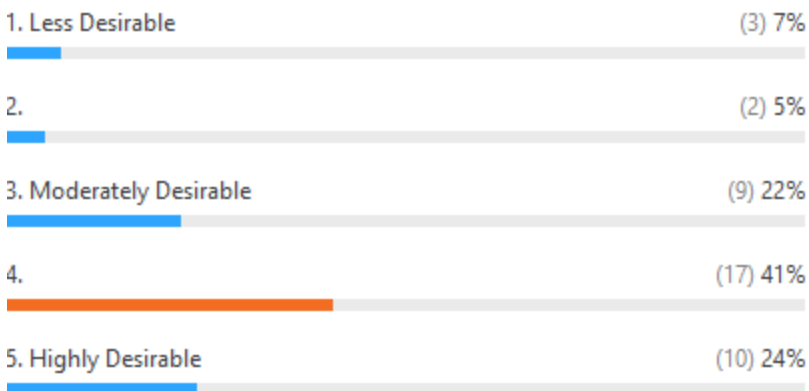 1. Less Desirable (3) 7%
2. (2) 5%
3. Moderately Desirable (9) 22%
4. (17) 41%
5. Highly Desirable (10) 24%